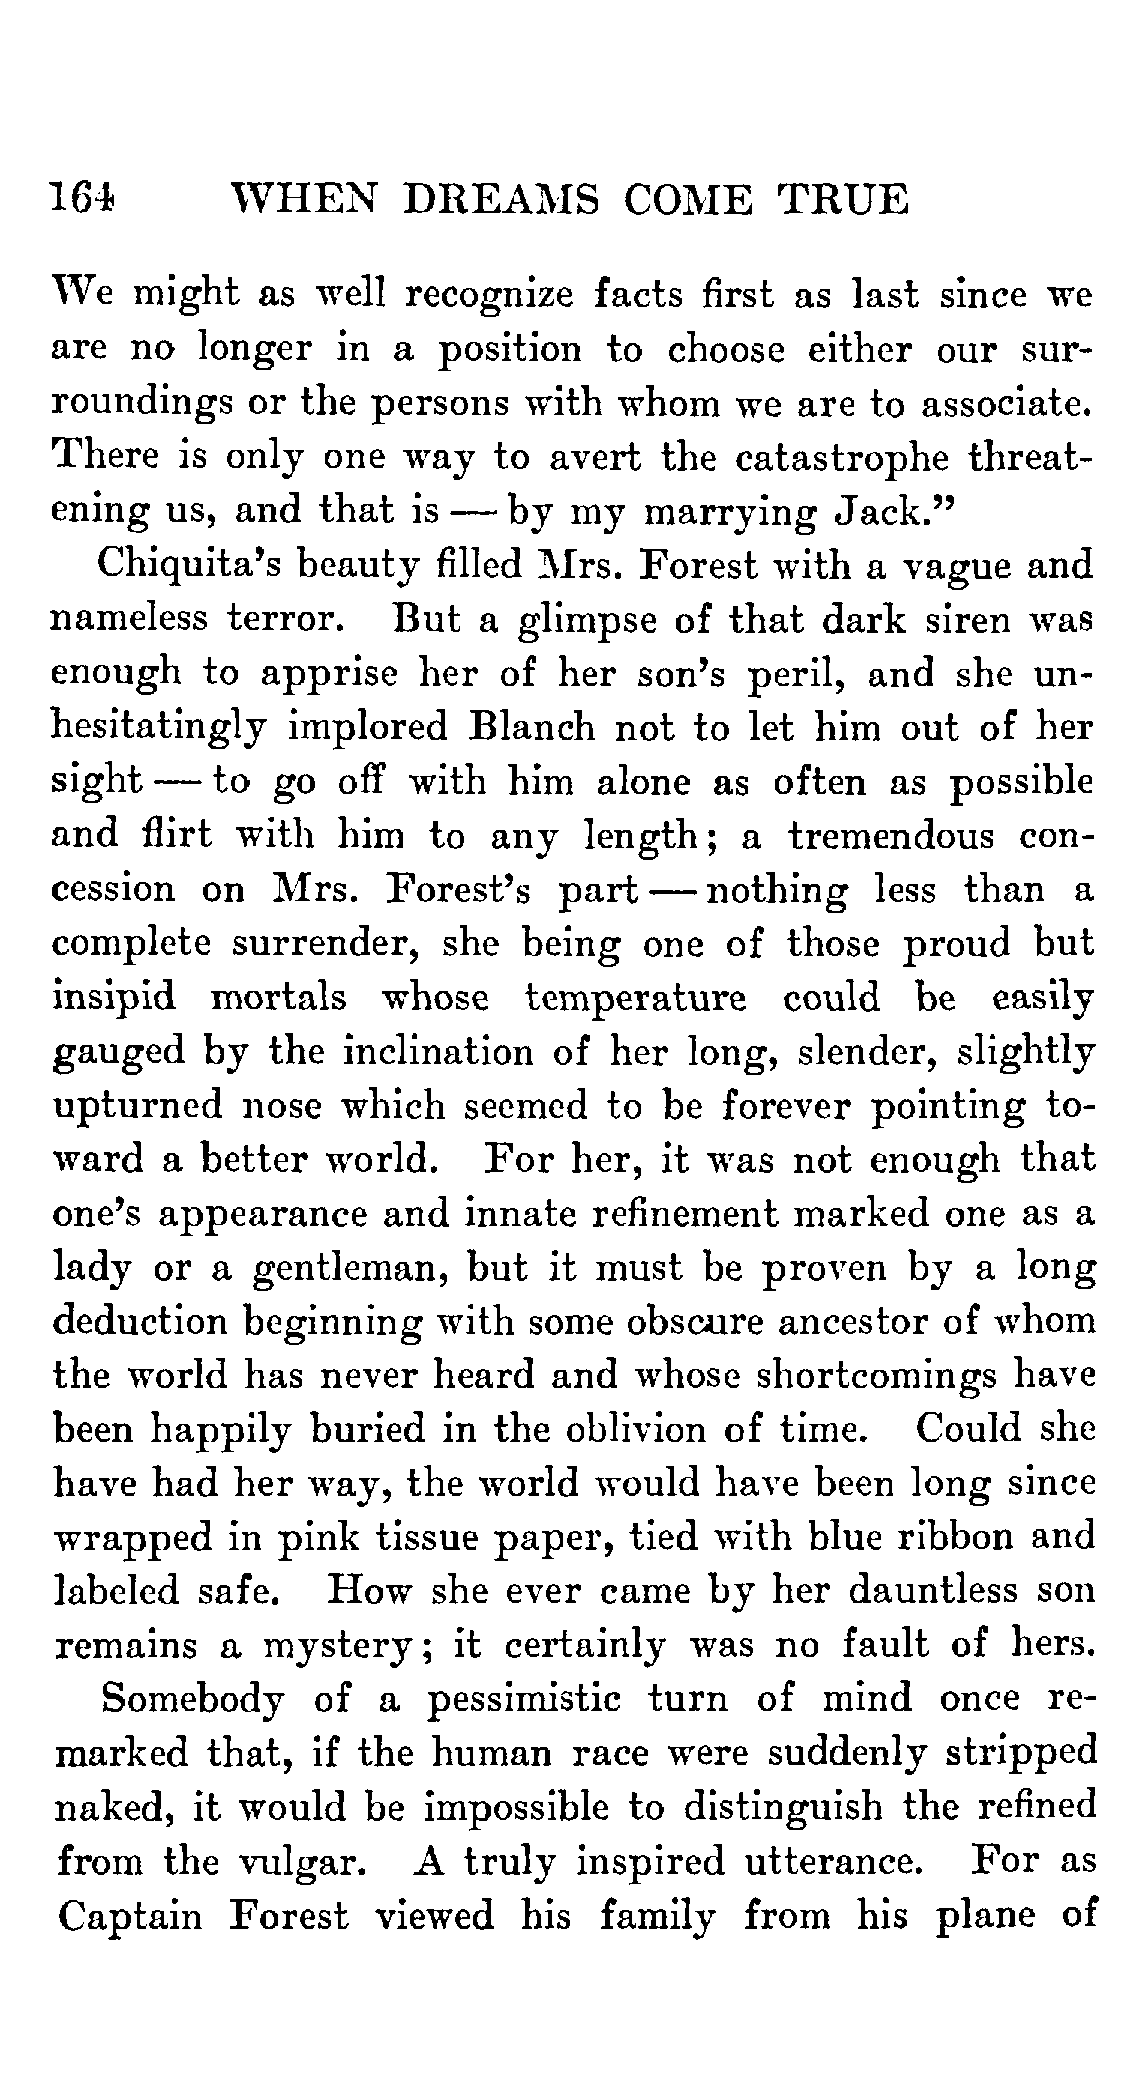 164 WHEN DREAMS COME TRUE
We might as well recognize facts first as last since we
are no longer in a position to choose either our sur-
roundings or the persons with whom we are to associate.
There is only one way to avert the catastrophe threat-
ening us, and that is — by my marrying Jack.”
Chiquita’s beauty filled Mrs. Forest with a vague and
nameless terror. But a glimpse of that dark siren was
enough to apprise her of her son’s peril, and she un-
hesitatingly implored Blanch not to let him out of her
sight — to go off with him alone as often as possible
and flirt with him to any length; a tremendous con-
cession on Mrs. Forest’s part — nothing less than a
complete surrender, she being one of those proud but
insipid mortals whose temperature could be easily
gauged by the inclination of her long, slender, slightly
upturned nose which seemed to be forever pointing to-
ward a better world. For her, it was not enough that
one’s appearance and innate refinement marked one as a
lady or a gentleman, but it must be proven by a long
deduction beginning with some obscure ancestor of whom
the world has never heard and whose shortcomings have
been happily buried in the oblivion of time. Could she
have had her way, the world would have been long since
wrapped in pink tissue paper, tied with blue ribbon and
labeled safe. How she ever came by her dauntless son
remains a mystery; it certainly was no fault of hers.
Somebody of a pessimistic turn of mind once re-
marked that, if the human race were suddenly stripped
naked, it would be impossible to distinguish the refined
from the vulgar. A truly inspired utterance. For as
Captain Forest viewed his family from his plane of